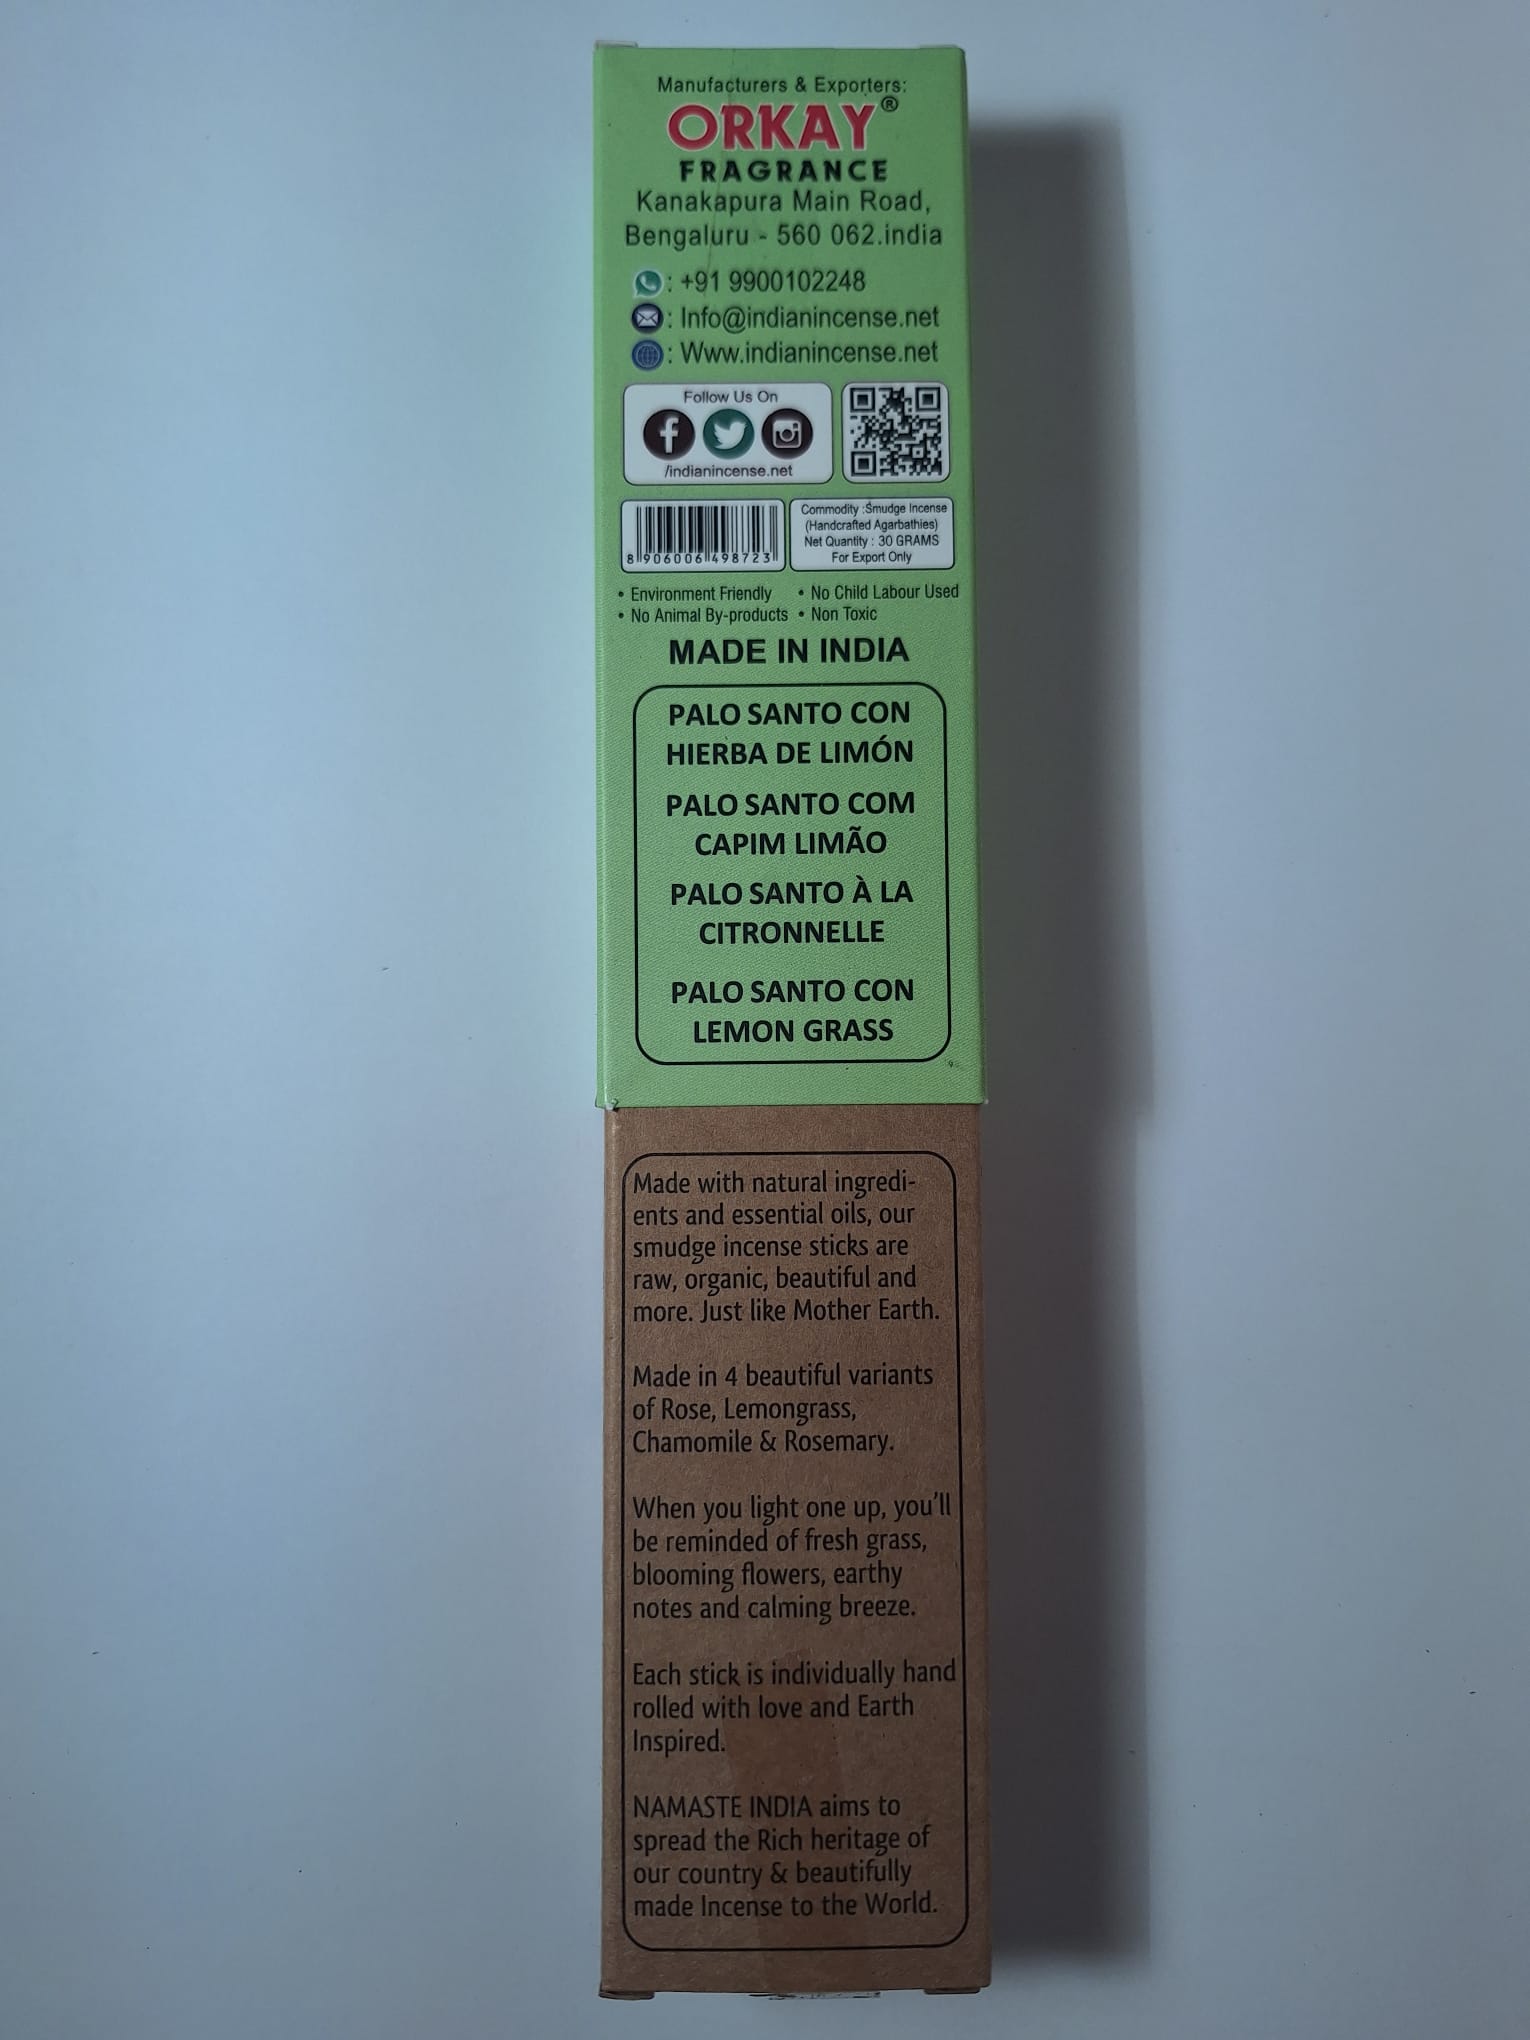 Manufacturers & Exporters:
ORKAY®
FRAGRANCE
Kanakapura Main Road,
Bengaluru - 560 062.india
: +91 9900102248
: Info@indianincense.net
: Www.indianincense.net
Follow Us On
/indianincense.net
8 906006 498723
Commodity :Smudge Incense
(Handcrafted Agarbathies)
Net Quantity : 30 GRAMS
For Export Only
• Environment Friendly • No Child Labour Used
• No Animal By-products • Non Toxic
MADE IN INDIA
PALO SANTO CON
HIERBA DE LIMÓN
PALO SANTO COM
CAPIM LIMÃO
PALO SANTO À LA
CITRONNELLE
PALO SANTO CON
LEMON GRASS
Made with natural ingredi-
ents and essential oils, our
smudge incense sticks are
raw, organic, beautiful and
more. Just like Mother Earth.
Made in 4 beautiful variants
of Rose, Lemongrass,
Chamomile & Rosemary.
When you light one up, you'll
be reminded of fresh grass,
blooming flowers, earthy
notes and calming breeze.
Each stick is individually hand
rolled with love and Earth
Inspired.
NAMASTE INDIA aims to
spread the Rich heritage of
our country & beautifully
made Incense to the World.